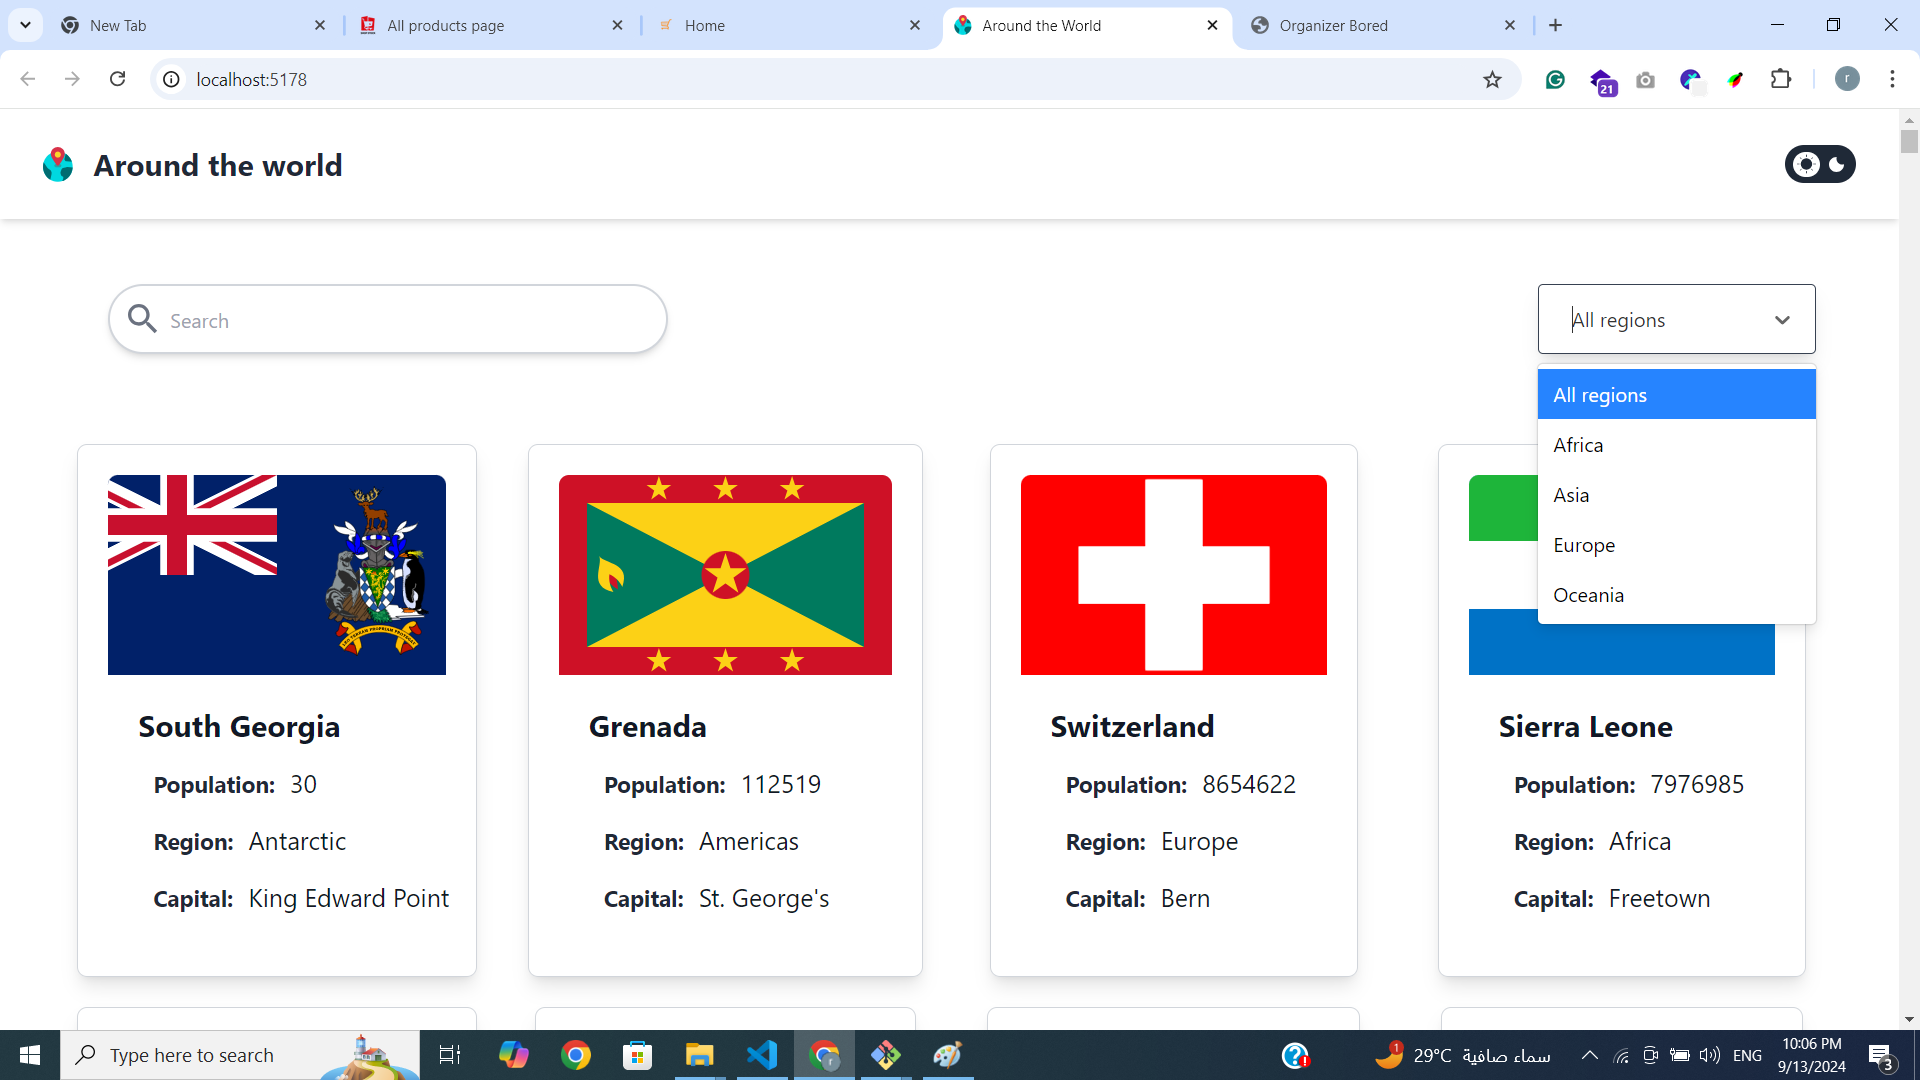 New Tab
All products page
Home
Around the World
Organizer Bored
localhost:5178
21
r
Around the world
Search
All regions
All regions
Africa
Asia
Europe
Oceania
South Georgia
Population: 30
Region: Antarctic
Capital: King Edward Point
Grenada
Population: 112519
Region: Americas
Capital: St. George's
Switzerland
Population: 8654622
Region: Europe
Capital: Bern
Sierra Leone
Population: 7976985
Region: Africa
Capital: Freetown
Type here to search
1
29°C سماء صافية
ENG
10:06 PM
9/13/2024
3